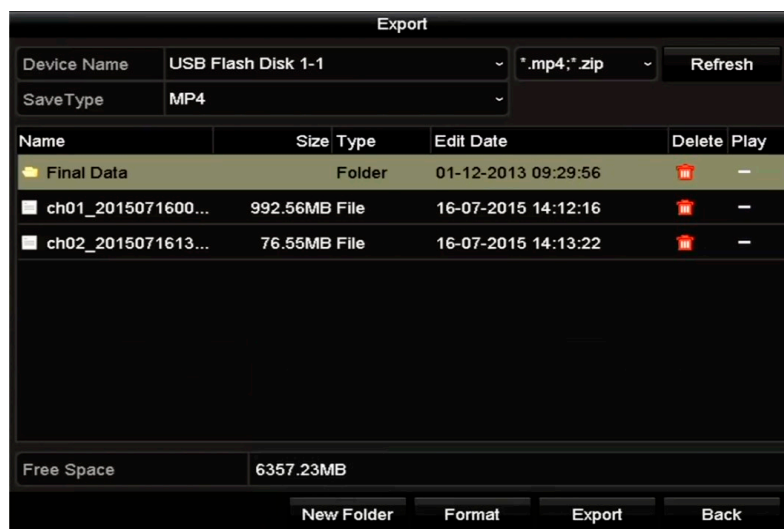 Export
Device Name USB Flash Disk 1-1 *.mp4;*.zip Refresh
SaveType MP4
Name Size Type Edit Date Delete Play
Final Data Folder 01-12-2013 09:29:56 –
ch01_2015071600... 992.56MB File 16-07-2015 14:12:16 –
ch02_2015071613... 76.55MB File 16-07-2015 14:13:22 –
Free Space 6357.23MB
New Folder Format Export Back